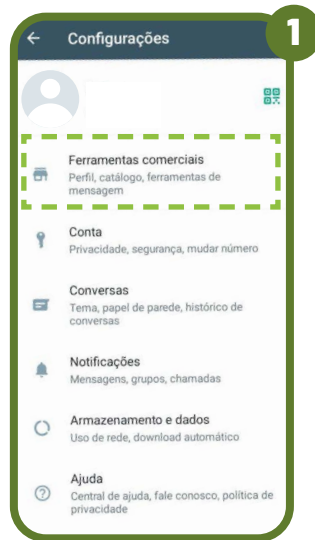 1
Configurações
Ferramentas comerciais
Perfil, catálogo, ferramentas de
mensagem
Conta
Privacidade, segurança, mudar número
Conversas
Tema, papel de parede, histórico de
conversas
Notificações
Mensagens, grupos, chamadas
Armazenamento e dados
Uso de rede, download automático
Ajuda
Central de ajuda, fale conosco, política de
privacidade